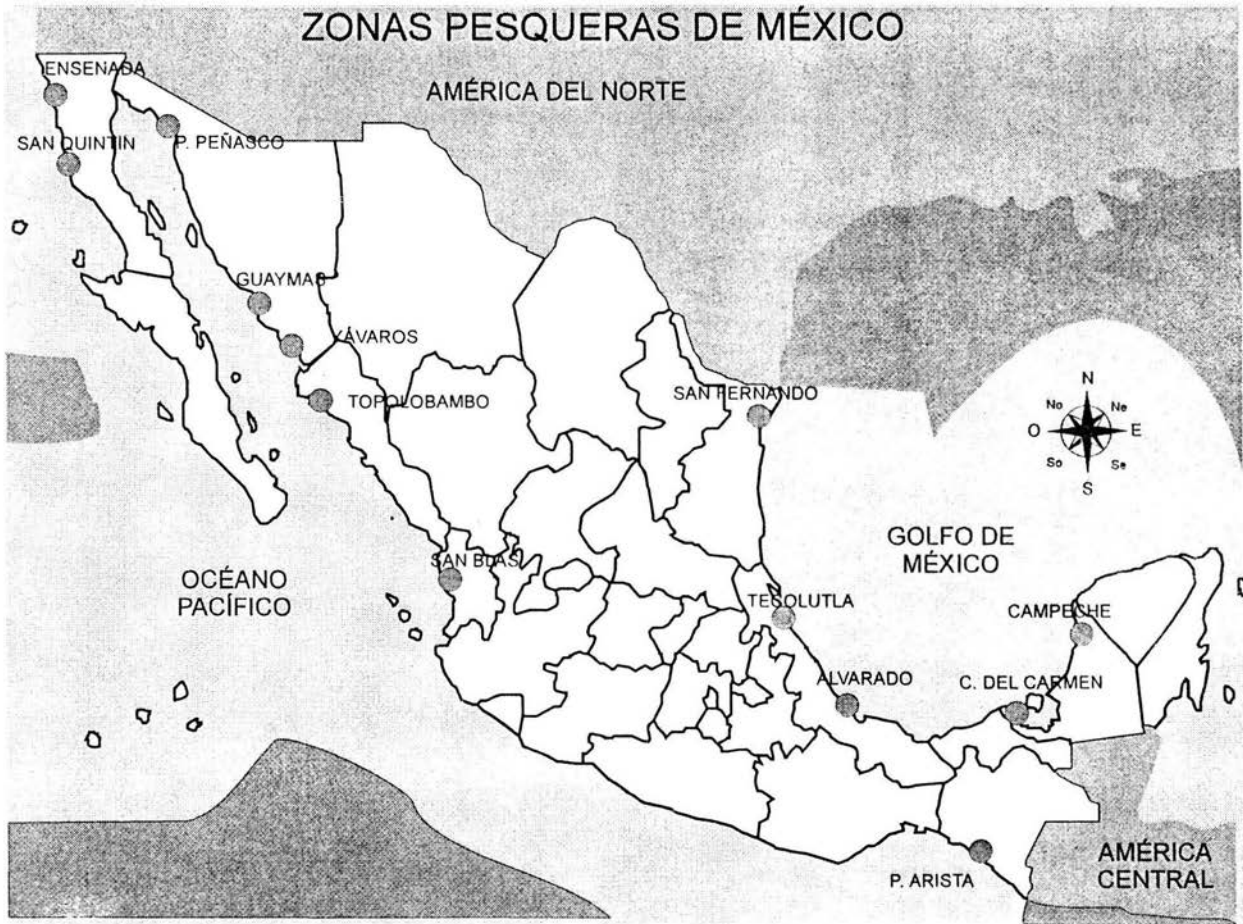 ZONAS PESQUERAS DE MÉXICO
ENSENADA
AMÉRICA DEL NORTE
SAN QUINTIN
P. PEÑASCO
GUAYMAS
YÁVAROS
TOPOLOBAMBO
SAN FERNANDO
N
No
Ne
O
E
So
Se
S
GOLFO DE
MÉXICO
SAN BLAS
OCÉANO
PACÍFICO
TECOLUTLA
CAMPECHE
ALVARADO
C. DEL CARMEN
P. ARISTA
AMÉRICA
CENTRAL